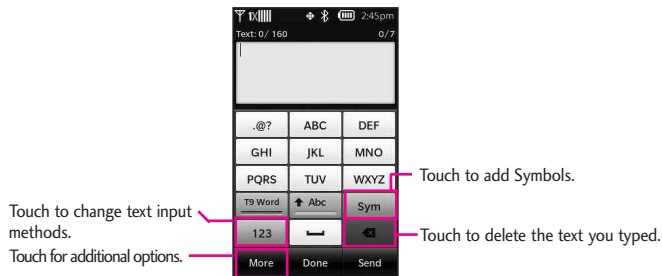 1X 2:45pm
Text: 0/ 160 0/7
.@? ABC DEF
GHI JKL MNO
PQRS TUV WXYZ
T9 Word Abc Sym
123
More Done Send
Touch to add Symbols.
Touch to delete the text you typed.
Touch to change text input
methods.
Touch for additional options.